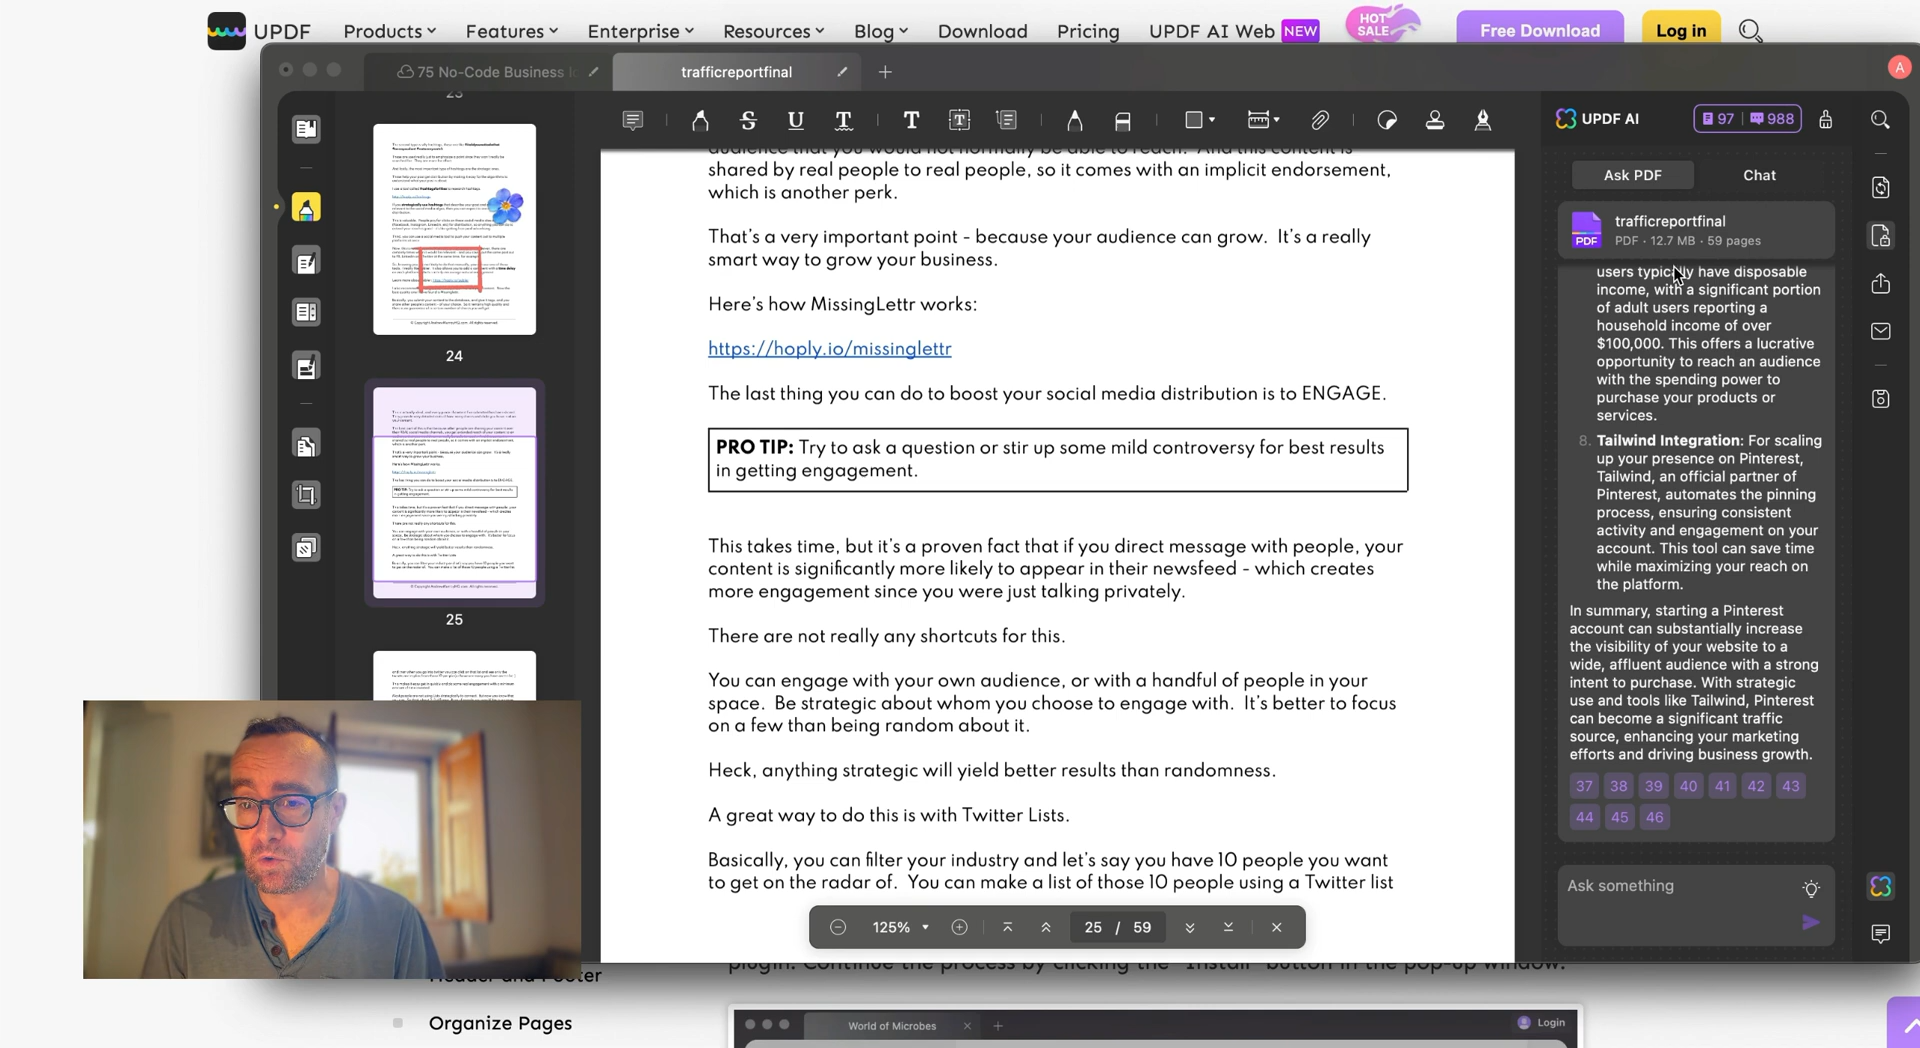 UPDF Products Features Enterprise Resources Blog Download Pricing UPDF AI Web NEW HOT SALE Free Download Log in
75 No-Code Business trafficreportfinal
A
23
24
25
shared by real people to real people, so it comes with an implicit endorsement,
which is another perk.
That's a very important point - because your audience can grow. It's a really
smart way to grow your business.
Here's how MissingLettr works:
https://hoply.io/missinglettr
The last thing you can do to boost your social media distribution is to ENGAGE.
PRO TIP: Try to ask a question or stir up some mild controversy for best results
in getting engagement.
This takes time, but it's a proven fact that if you direct message with people, your
content is significantly more likely to appear in their newsfeed - which creates
more engagement since you were just talking privately.
There are not really any shortcuts for this.
You can engage with your own audience, or with a handful of people in your
space. Be strategic about whom you choose to engage with. It's better to focus
on a few than being random about it.
Heck, anything strategic will yield better results than randomness.
A great way to do this is with Twitter Lists.
Basically, you can filter your industry and let's say you have 10 people you want
to get on the radar of. You can make a list of those 10 people using a Twitter list
125% 25 / 59
UPDF AI 97 988
Ask PDF Chat
trafficreportfinal
PDF PDF · 12.7 MB · 59 pages
users typically have disposable
income, with a significant portion
of adult users reporting a
household income of over
$100,000. This offers a lucrative
opportunity to reach an audience
with the spending power to
purchase your products or
services.
8. Tailwind Integration: For scaling
up your presence on Pinterest,
Tailwind, an official partner of
Pinterest, automates the pinning
process, ensuring consistent
activity and engagement on your
account. This tool can save time
while maximizing your reach on
the platform.
In summary, starting a Pinterest
account can substantially increase
the visibility of your website to a
wide, affluent audience with a strong
intent to purchase. With strategic
use and tools like Tailwind, Pinterest
can become a significant traffic
source, enhancing your marketing
efforts and driving business growth.
37 38 39 40 41 42 43
44 45 46
Ask something
Header and Footer
Organize Pages
plugin. Continue the process by clicking the "Install" button in the pop-up window.
World of Microbes Login